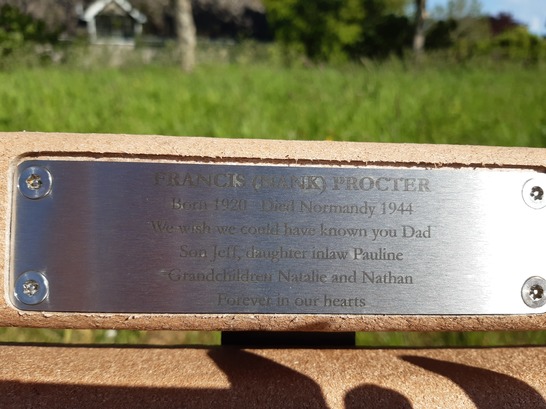 FRANCIS (HANK) PROCTER
Born 1920 Died Normandy 1944
We wish we could have known you Dad
Son Jeff, daughter inlaw Pauline
Grandchildren Natalie and Nathan
Forever in our hearts